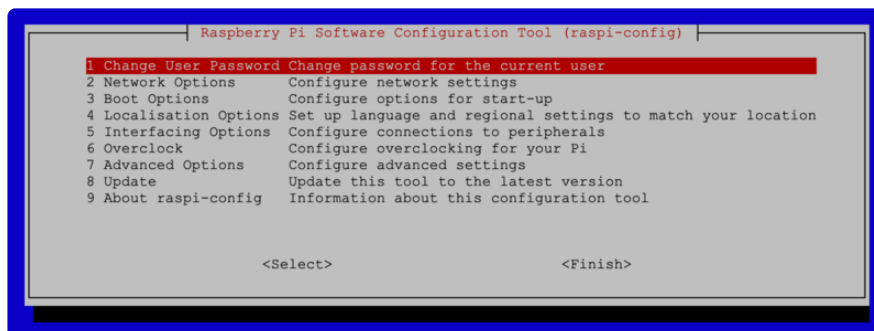 Raspberry Pi Software Configuration Tool (raspi-config)
1 Change User Password Change password for the current user
2 Network Options Configure network settings
3 Boot Options Configure options for start-up
4 Localisation Options Set up language and regional settings to match your location
5 Interfacing Options Configure connections to peripherals
6 Overclock Configure overclocking for your Pi
7 Advanced Options Configure advanced settings
8 Update Update this tool to the latest version
9 About raspi-config Information about this configuration tool
<Select> <Finish>